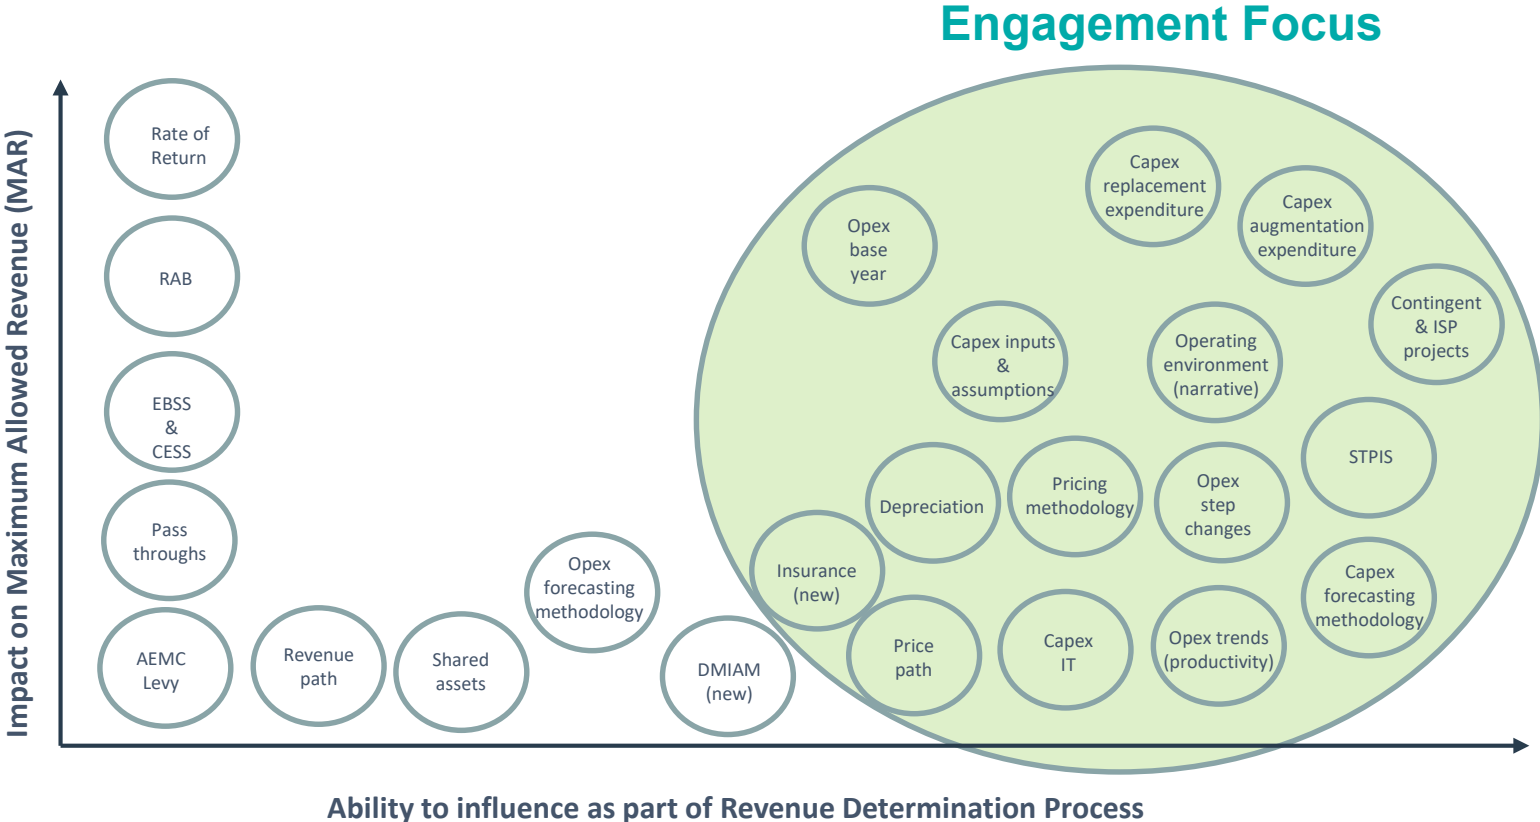 Engagement Focus
Impact on Maximum Allowed Revenue (MAR)
Rate of
Return
RAB
EBSS
&
CESS
Pass
throughs
AEMC
Levy
Revenue
path
Shared
assets
Opex
forecasting
methodology
DMIAM
(new)
Opex
base
year
Capex
replacement
expenditure
Capex
augmentation
expenditure
Contingent
& ISP
projects
Capex inputs
&
assumptions
Operating
environment
(narrative)
STPIS
Depreciation
Pricing
methodology
Opex
step
changes
Insurance
(new)
Price
path
Capex
IT
Opex trends
(productivity)
Capex
forecasting
methodology
Ability to influence as part of Revenue Determination Process